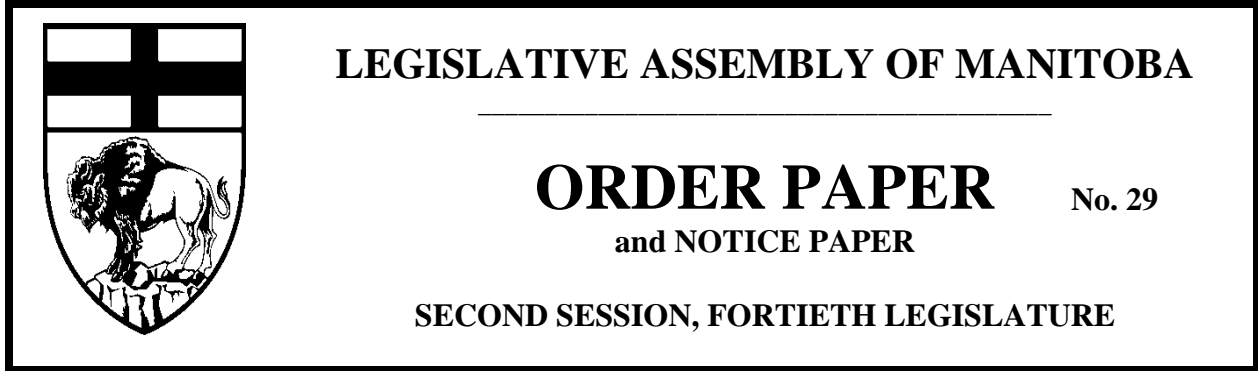 LEGISLATIVE ASSEMBLY OF MANITOBA
ORDER PAPER No. 29
and NOTICE PAPER
SECOND SESSION, FORTIETH LEGISLATURE